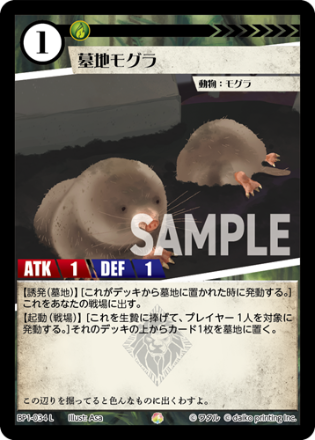 1
墓地モグラ
動物：モグラ
SAMPLE
ATK 1 DEF 1
【誘発（墓地）】［これがデッキから墓地に置かれた時に発動する。］
これをあなたの戦場に出す。
【起動（戦場）】［これを生贄に捧げて、プレイヤー1人を対象
に発動する。］それのデッキの上からカード1枚を墓地に置く。
この辺りを掘ってると色んなものに出くわすよ。
BP1-034 L Illust: Asa © ワタル © daiko printing inc.